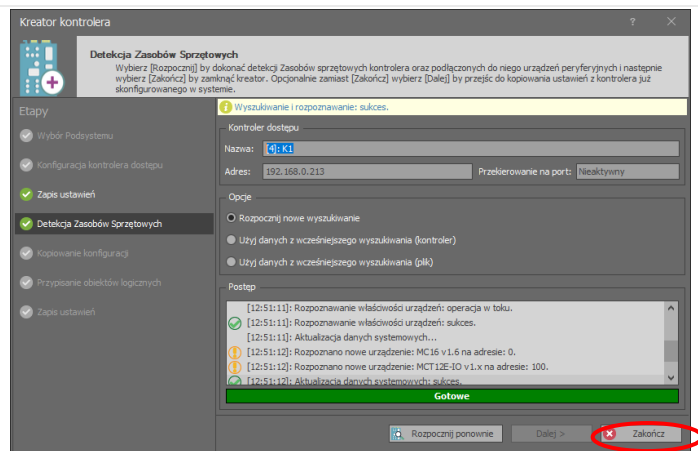 Kreator kontrolera
Detekcja Zasobów Sprzętowych
Wybierz [Rozpocznij] by dokonać detekcji Zasobów sprzętowych kontrolera oraz podłączonych do niego urządzeń peryferyjnych i następnie
wybierz [Zakończ] by zamknąć kreator. Opcjonalnie zamiast [Zakończ] wybierz [Dalej] by przejść do kopiowania ustawień z kontrolera już
skonfigurowanego w systemie.
Etapy
Wybór Podsystemu
Konfiguracja kontrolera dostępu
Zapis ustawień
Detekcja Zasobów Sprzętowych
Kopiowanie konfiguracji
Przypisanie obiektów logicznych
Zapis ustawień
Wyszukiwanie i rozpoznawanie: sukces.
Kontroler dostępu
Nazwa: [4]: K1
Adres: 192.168.0.213 Przekierowanie na port: Nieaktywny
Opcje
Rozpocznij nowe wyszukiwanie
Użyj danych z wcześniejszego wyszukiwania (kontroler)
Użyj danych z wcześniejszego wyszukiwania (plik)
Postęp
[12:51:11]: Rozpoznawanie właściwości urządzeń: operacja w toku.
[12:51:11]: Rozpoznawanie właściwości urządzeń: sukces.
[12:51:11]: Aktualizacja danych systemowych...
[12:51:12]: Rozpoznano nowe urządzenie: MC16 v1.6 na adresie: 0.
[12:51:12]: Rozpoznano nowe urządzenie: MCT12E-IO v1.x na adresie: 100.
[12:51:12]: Aktualizacja danych systemowych: sukces.
Gotowe
Rozpocznij ponownie
Dalej >
Zakończ